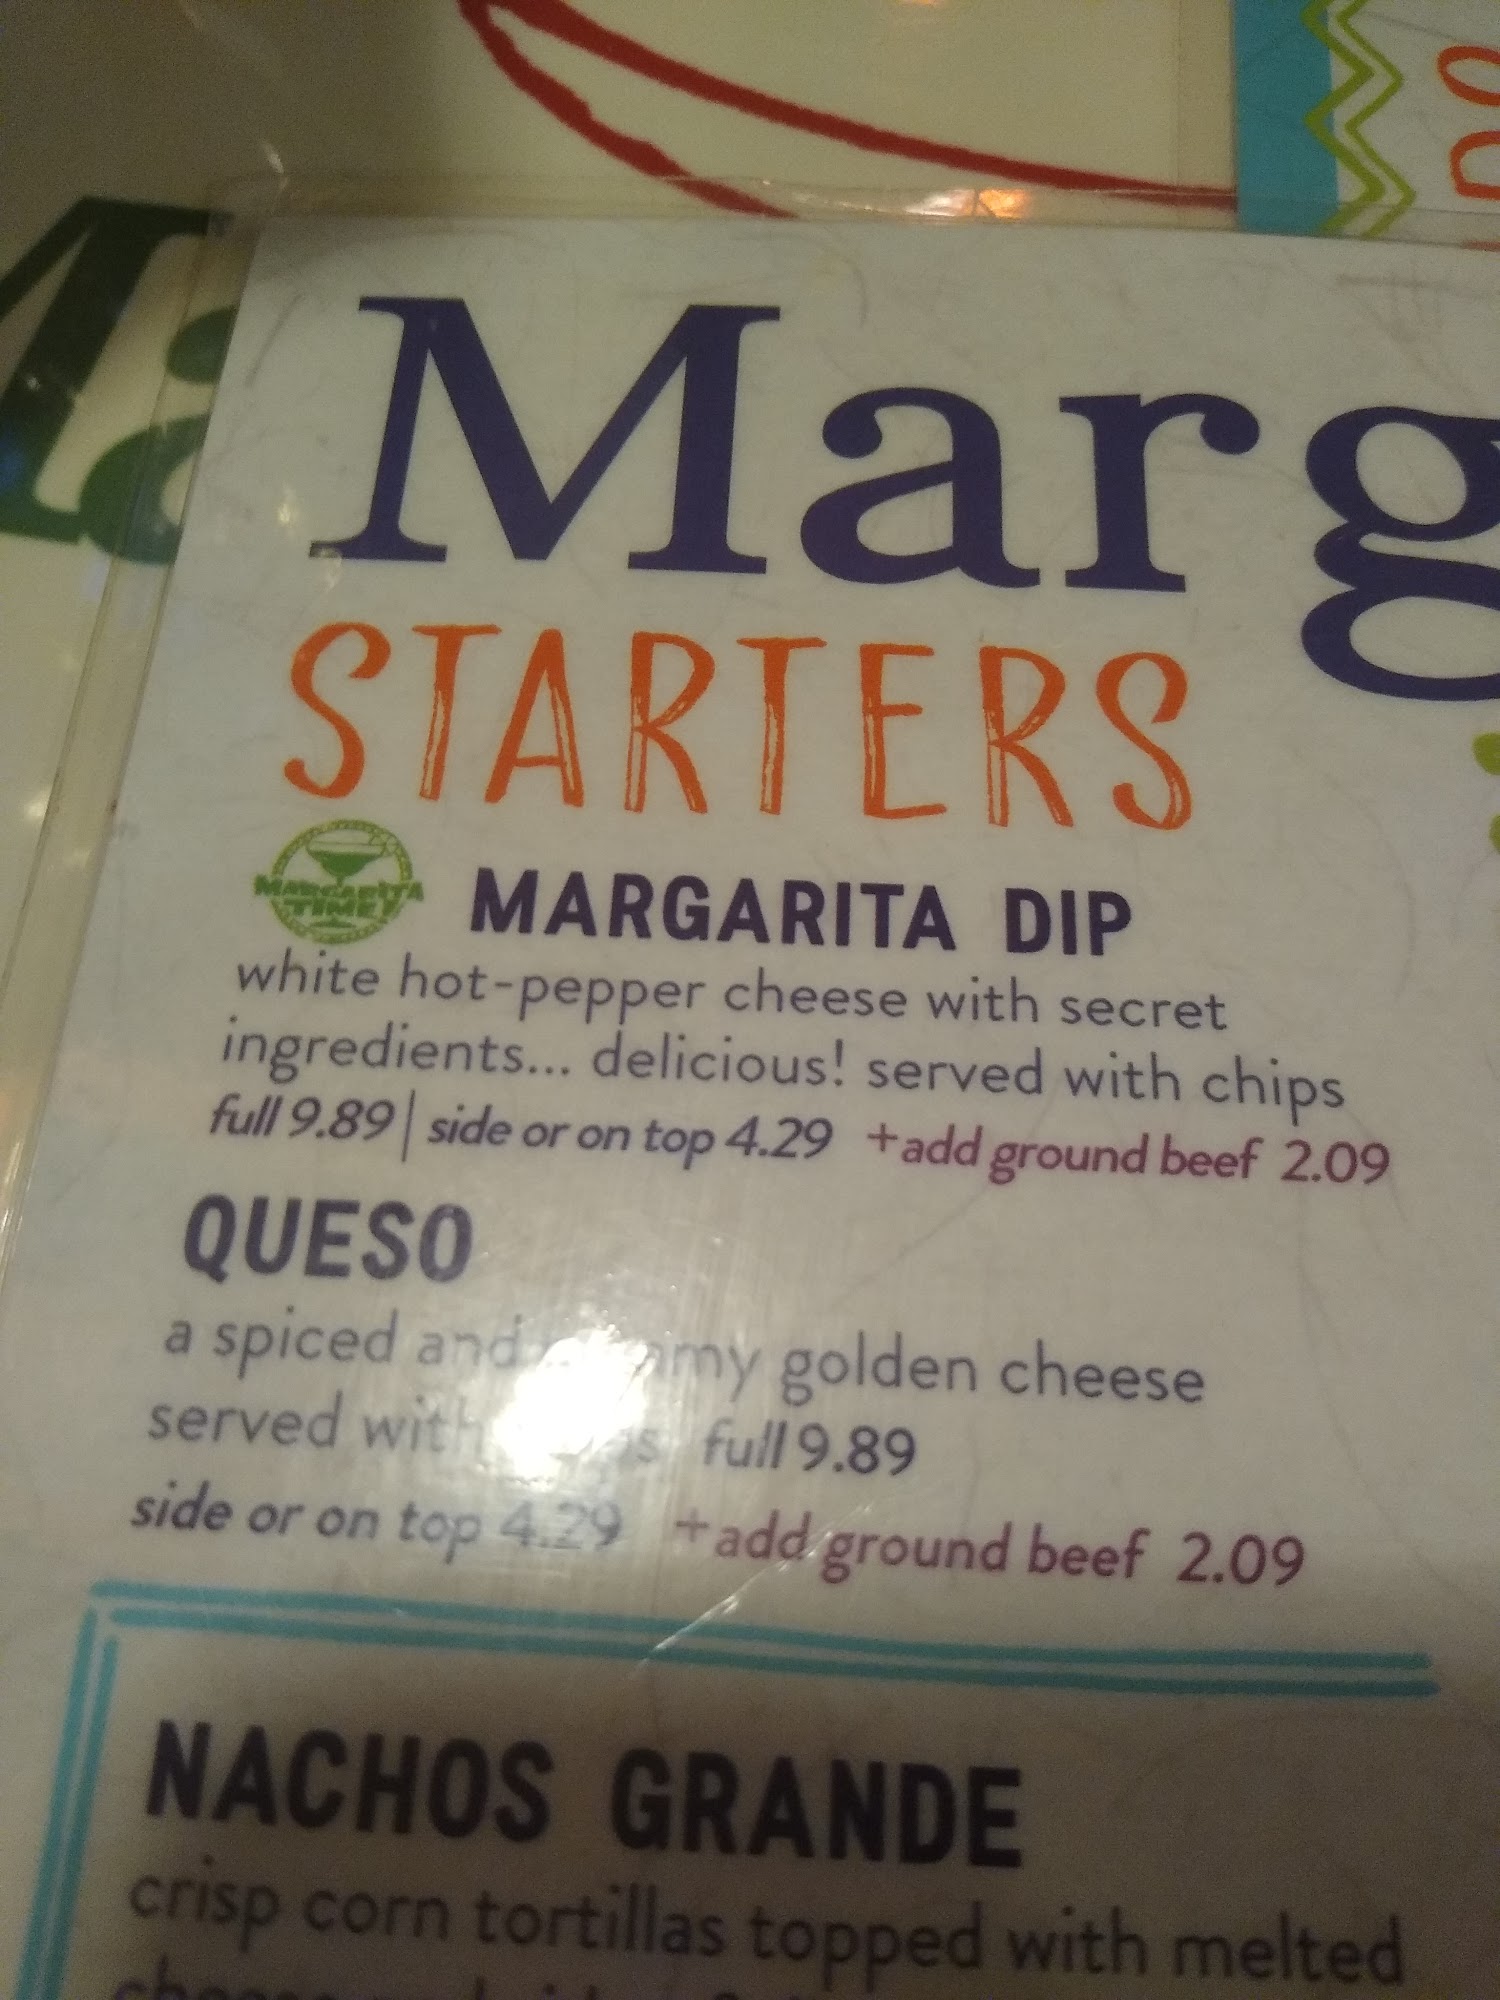 Ma
Marg
STARTERS
MARGARITA
TIME!
MARGARITA DIP
white hot-pepper cheese with secret
ingredients... delicious! served with chips
full 9.89 | side or on top 4.29 +add ground beef 2.09
QUESO
a spiced and golden cheese
served with full 9.89
side or on top 4.29 +add ground beef 2.09
NACHOS GRANDE
crisp corn tortillas topped with melted